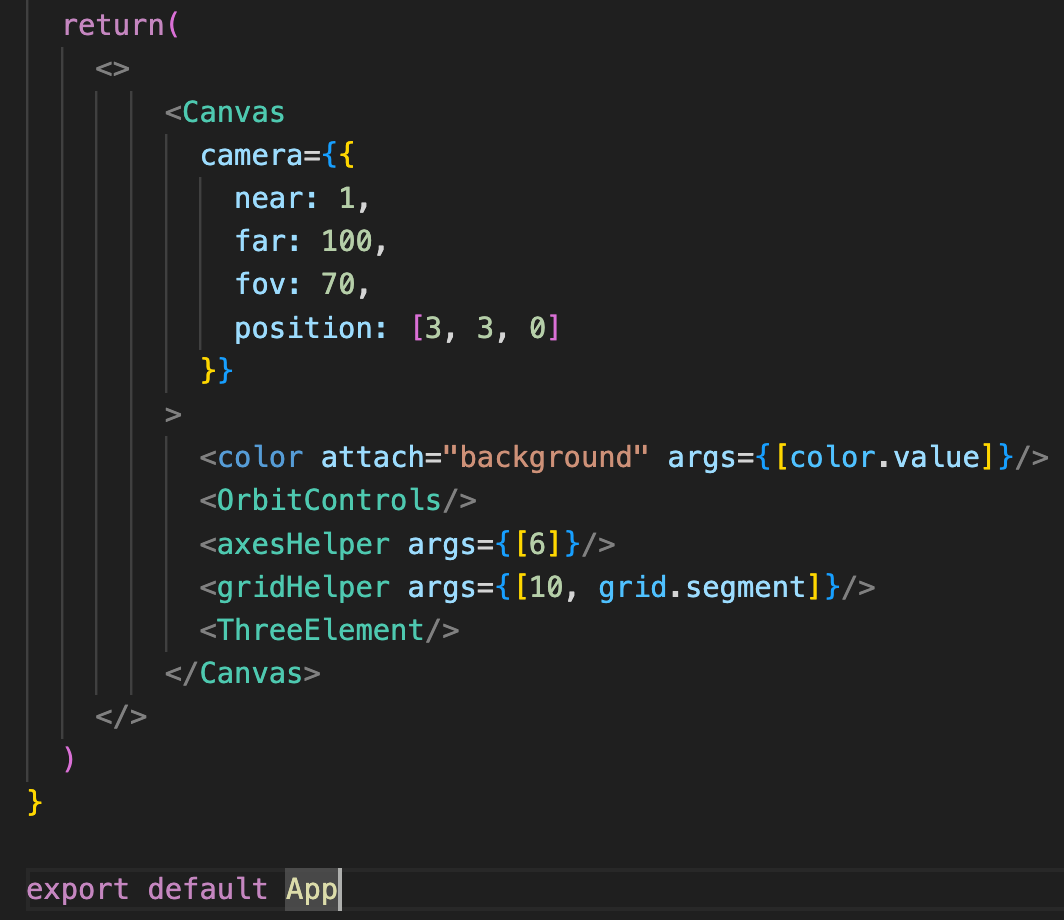 return(
<>
<Canvas
camera={{
near: 1,
far: 100,
fov: 70,
position: [3, 3, 0]
}}
>
<color attach="background" args={[color.value]}/>
<OrbitControls/>
<axesHelper args={[6]}/>
<gridHelper args={[10, grid.segment]}/>
<ThreeElement/>
</Canvas>
</>
)
}
export default App